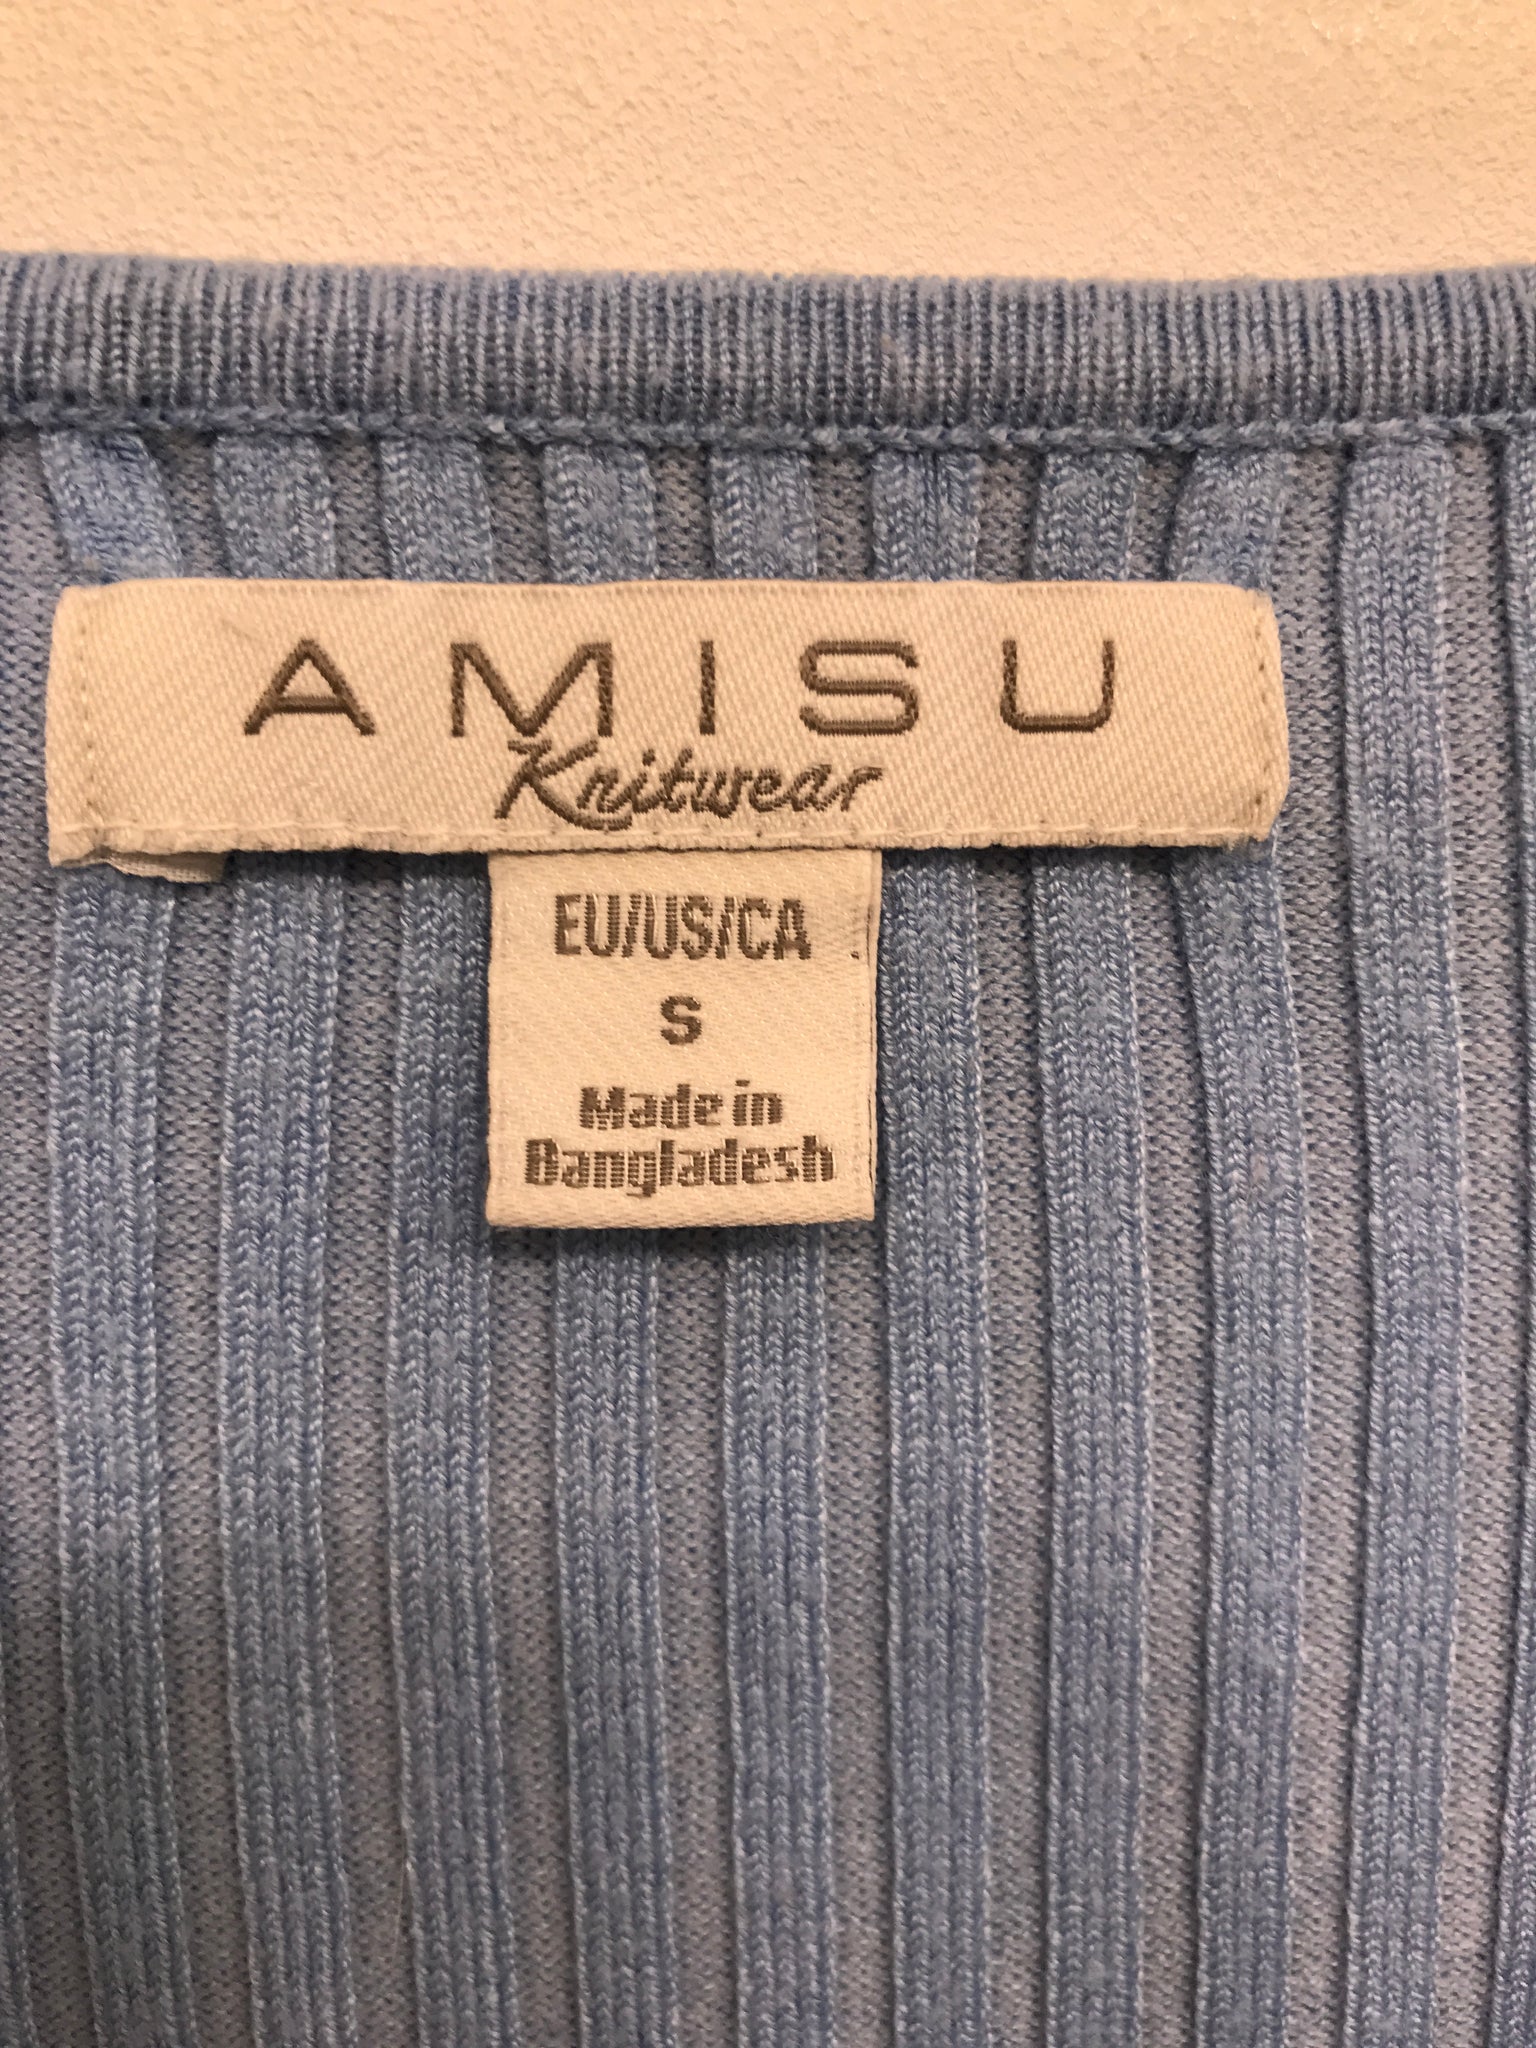 AMISU
Knitwear
EU/US/CA
S
Made in
Bangladesh